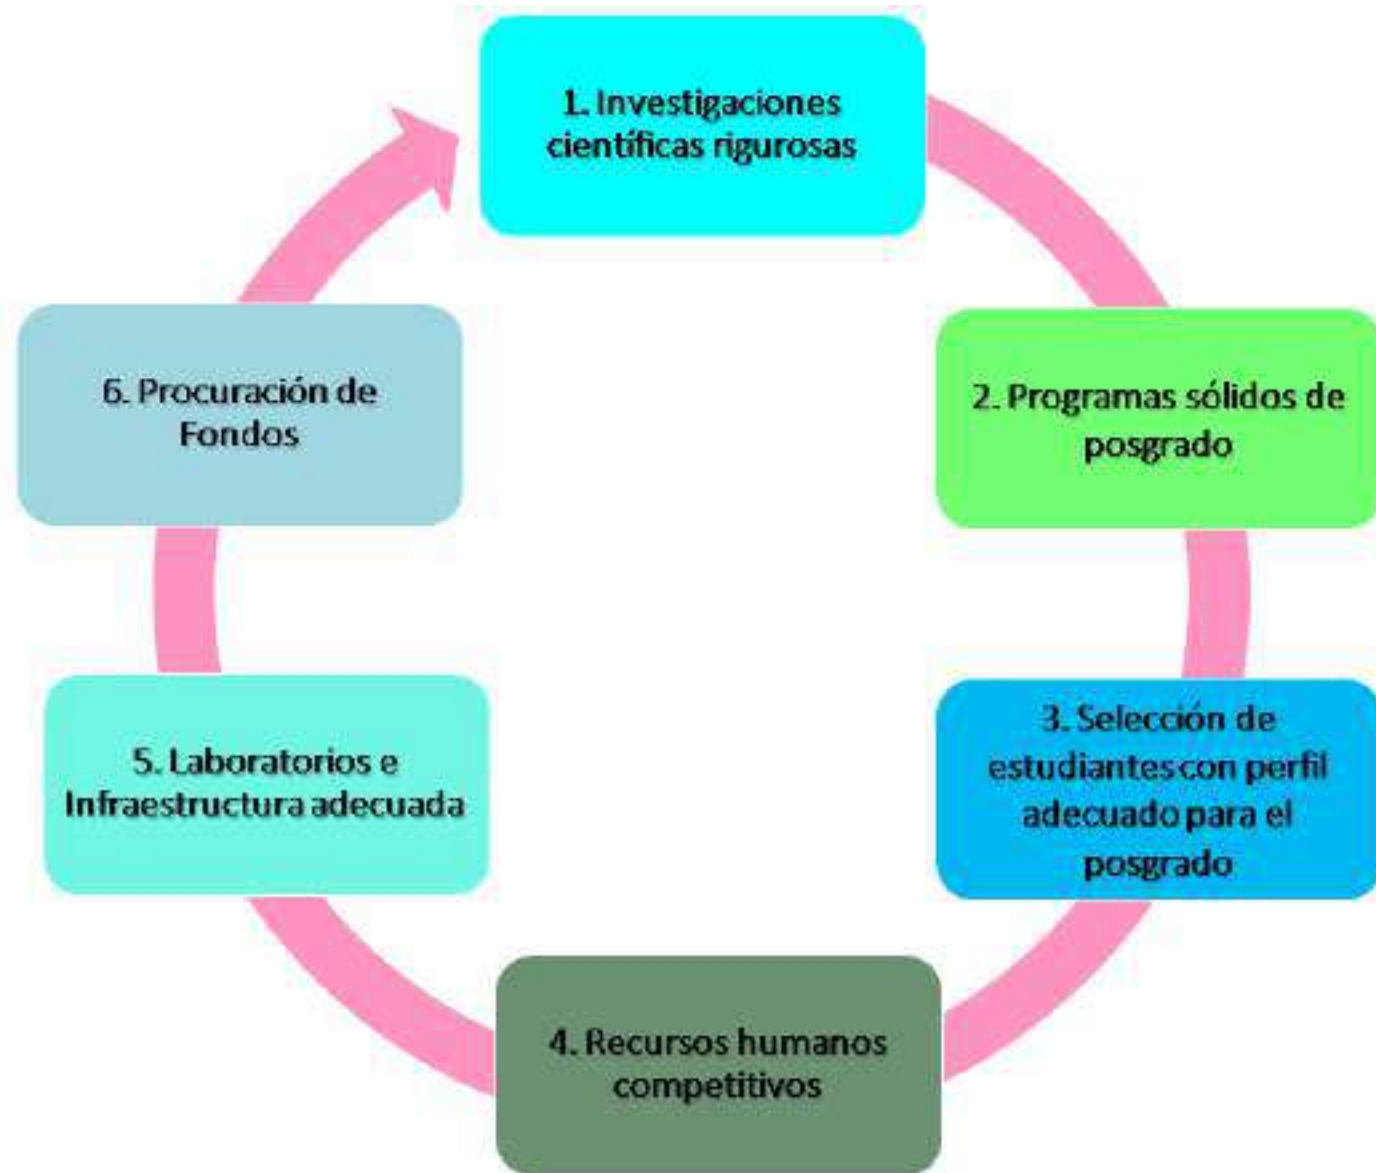 1. Investigaciones
científicas rigurosas
2. Programas sólidos de
posgrado
3. Selección de
estudiantes con perfil
adecuado para el
posgrado
4. Recursos humanos
competitivos
5. Laboratorios e
Infraestructura adecuada
6. Procuración de
Fondos